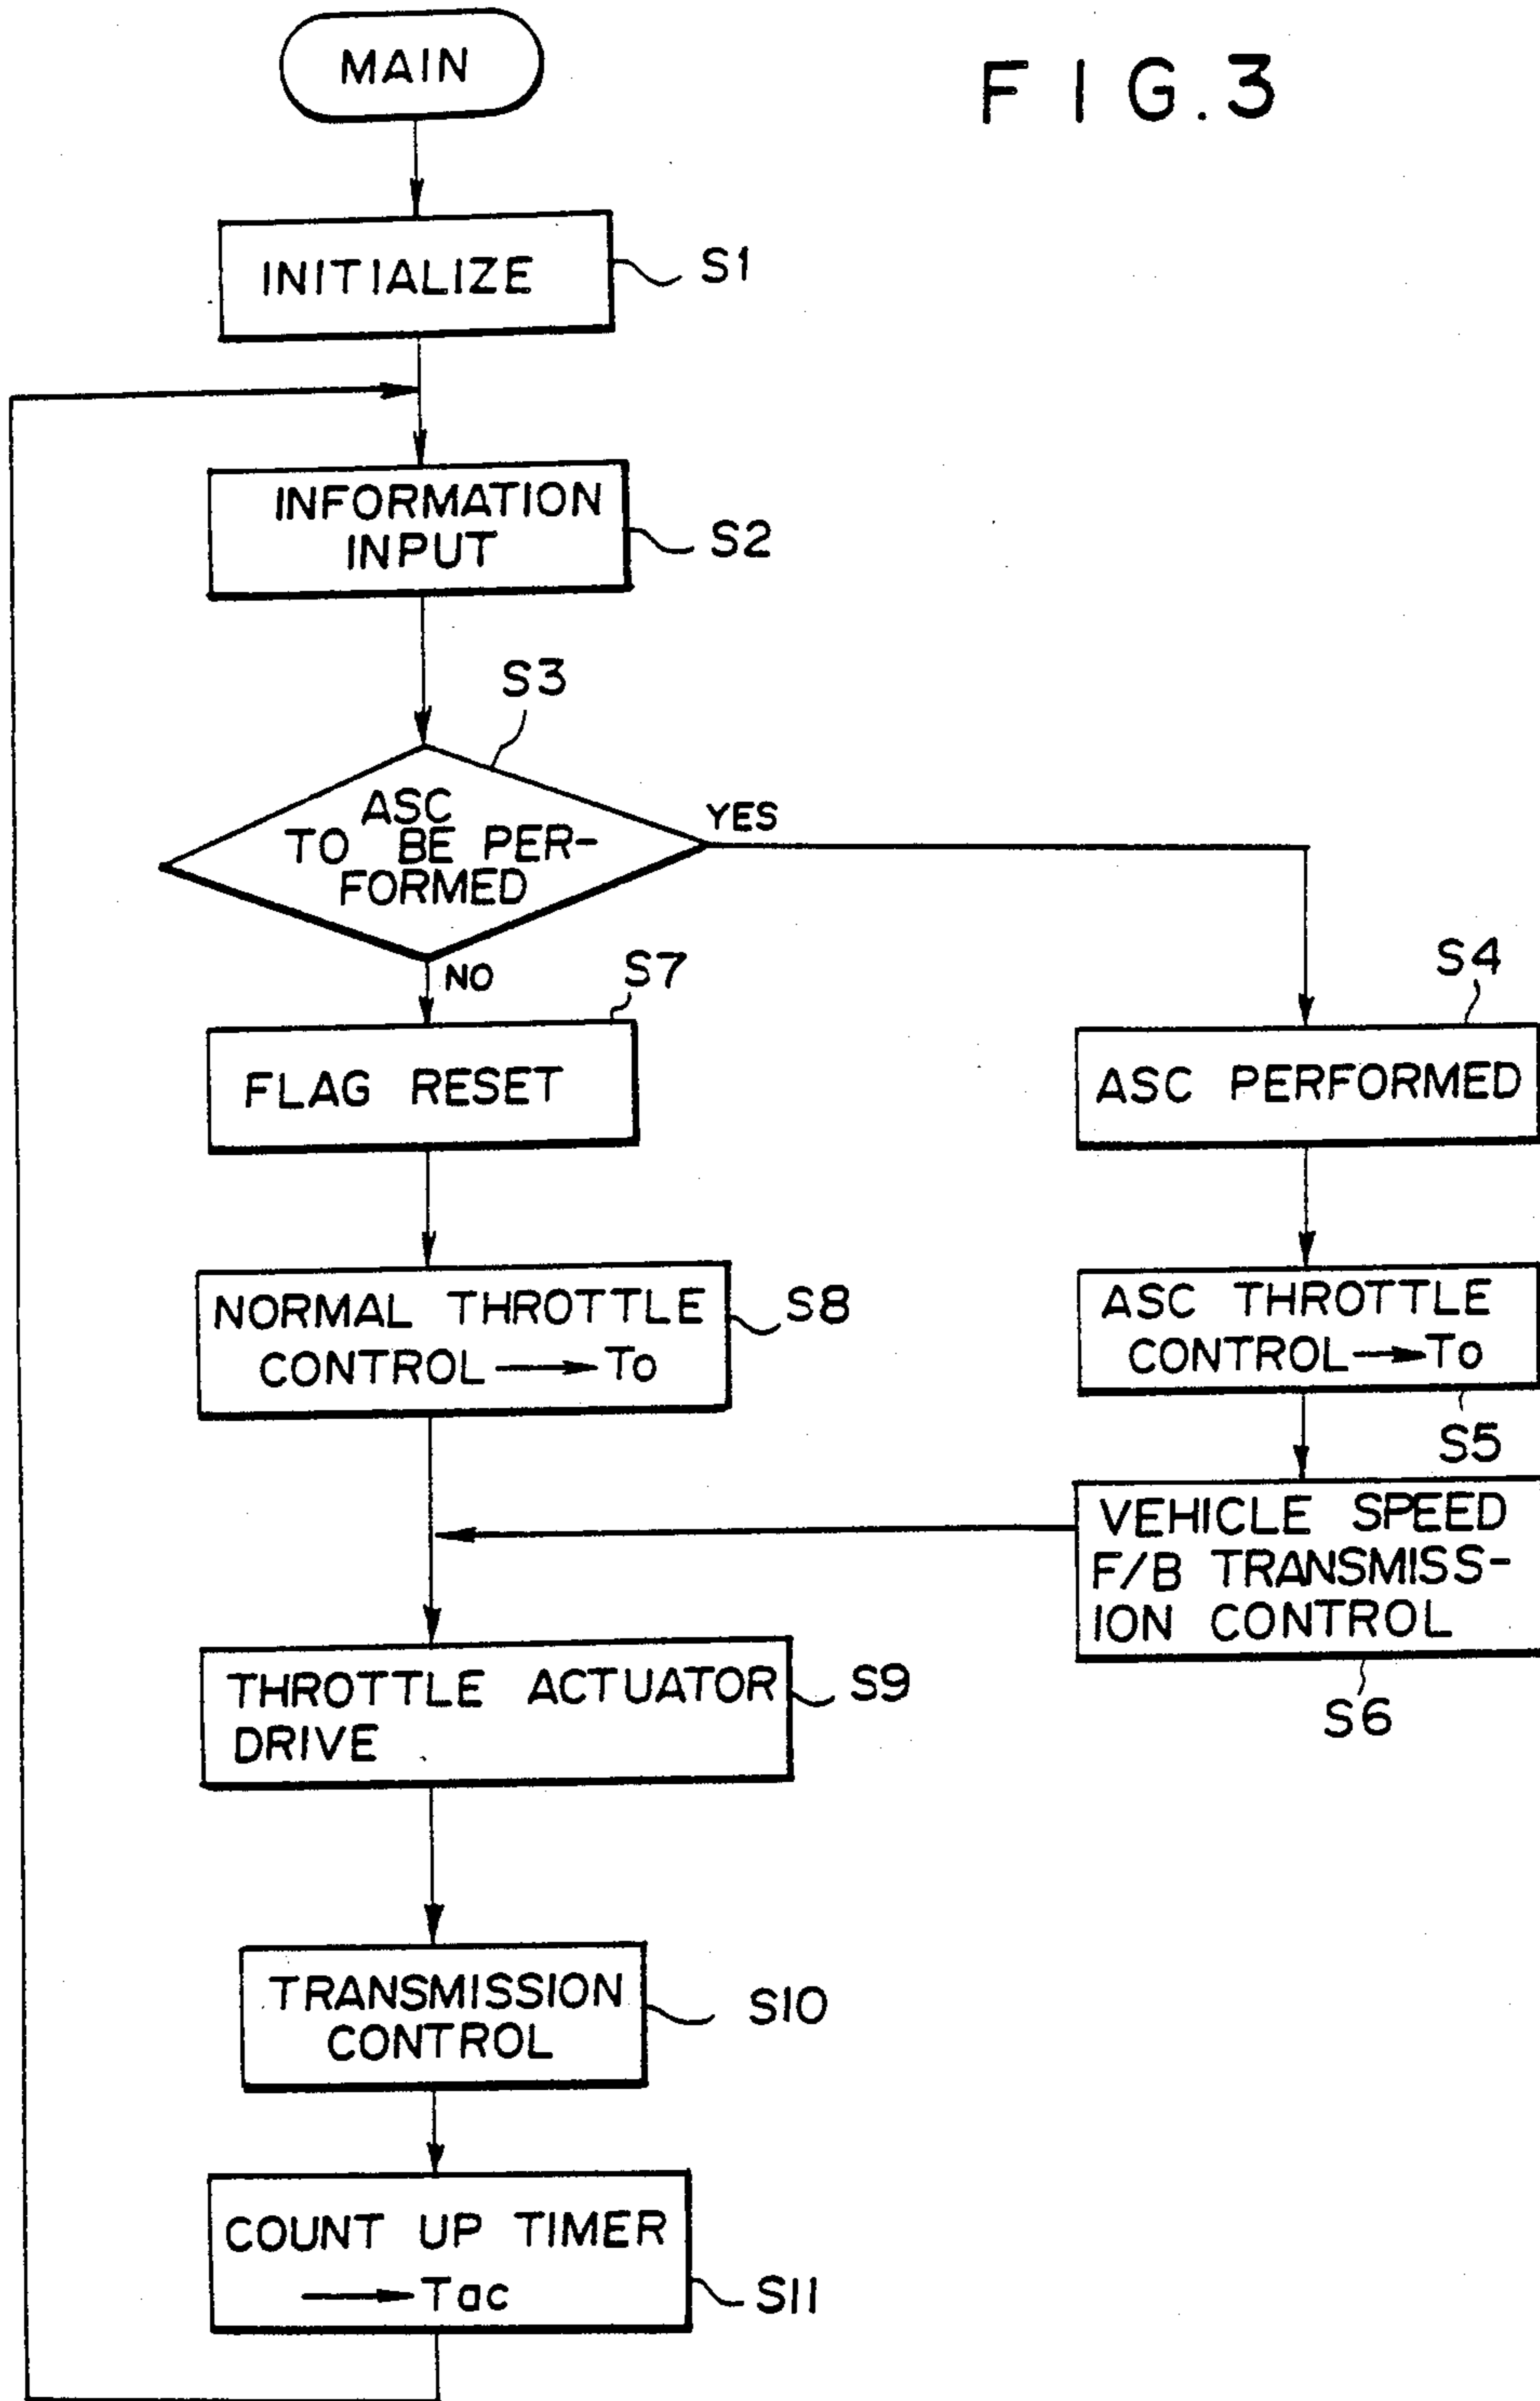 FIG.3
MAIN
INITIALIZE
S1
INFORMATION
INPUT
S2
S3
ASC
TO BE PER-
FORMED
YES
NO
S7
FLAG RESET
S4
ASC PERFORMED
NORMAL THROTTLE
CONTROL → To
S8
ASC THROTTLE
CONTROL → To
S5
VEHICLE SPEED
F/B TRANSMISS-
ION CONTROL
S6
THROTTLE ACTUATOR
DRIVE
S9
TRANSMISSION
CONTROL
S10
COUNT UP TIMER
→ Tac
S11